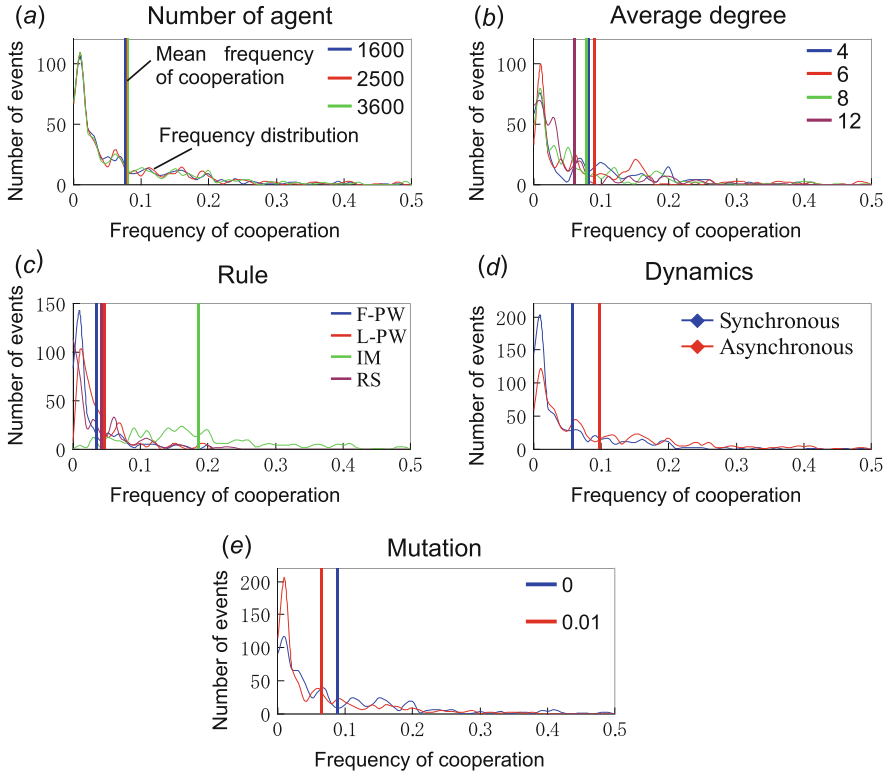 (a) Number of agent
Number of events
100
50
0
Mean frequency
of cooperation
Frequency distribution
1600
2500
3600
0 0.1 0.2 0.3 0.4 0.5
Frequency of cooperation
(b) Average degree
Number of events
100
50
0
4
6
8
12
0 0.1 0.2 0.3 0.4 0.5
Frequency of cooperation
(c) Rule
Number of events
150
100
50
0
F-PW
L-PW
IM
RS
0 0.1 0.2 0.3 0.4 0.5
Frequency of cooperation
(d) Dynamics
Number of events
200
150
100
50
0
Synchronous
Asynchronous
0 0.1 0.2 0.3 0.4 0.5
Frequency of cooperation
(e) Mutation
Number of events
200
150
100
50
0
0
0.01
0 0.1 0.2 0.3 0.4 0.5
Frequency of cooperation